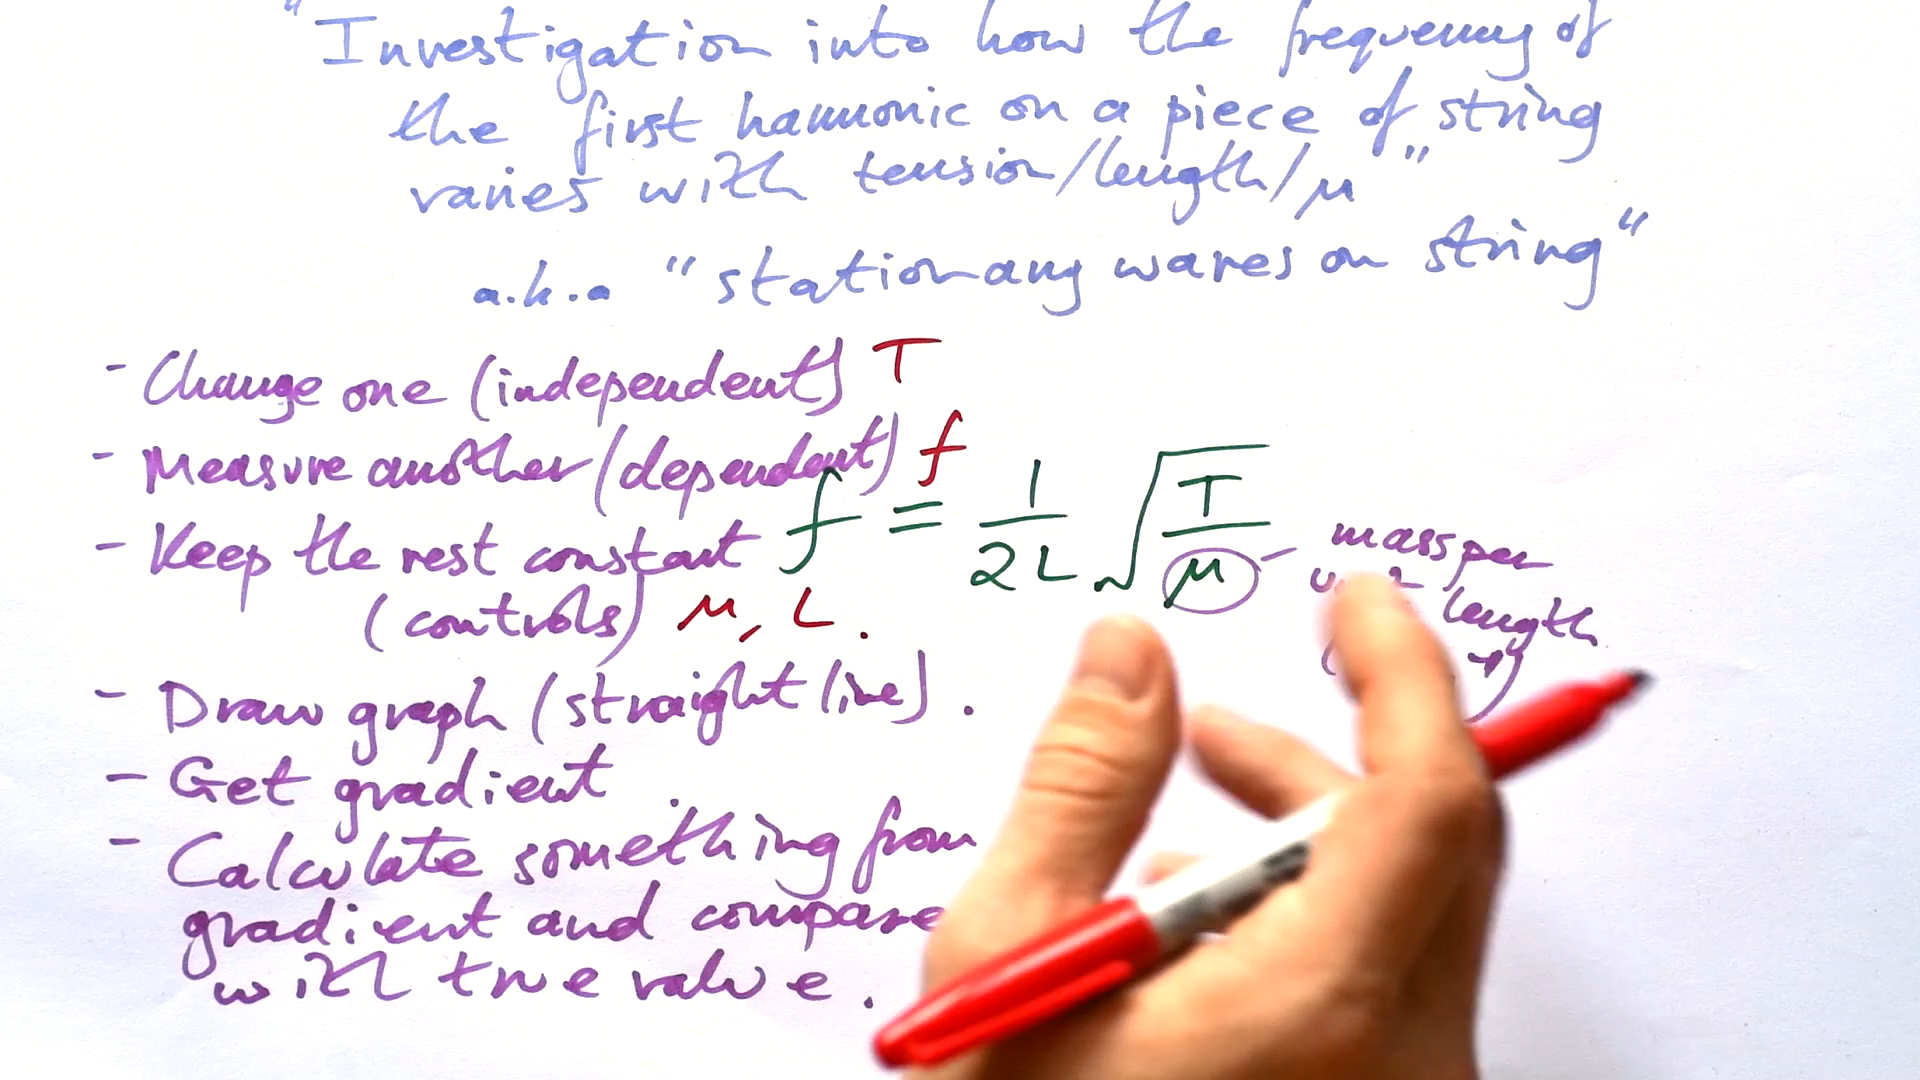 "Investigation into how the frequency of
the first harmonic on a piece of string
varies with tension/length/μ"
a.k.a "stationary waves on string"
- Change one (independent) T
- Measure another (dependent) f
- Keep the rest constant
(controls) μ, L.
f = 1/2L √T/μ
mass per
length
- Draw graph (straight line).
- Get gradient
- Calculate something from
gradient and compare
with true value.